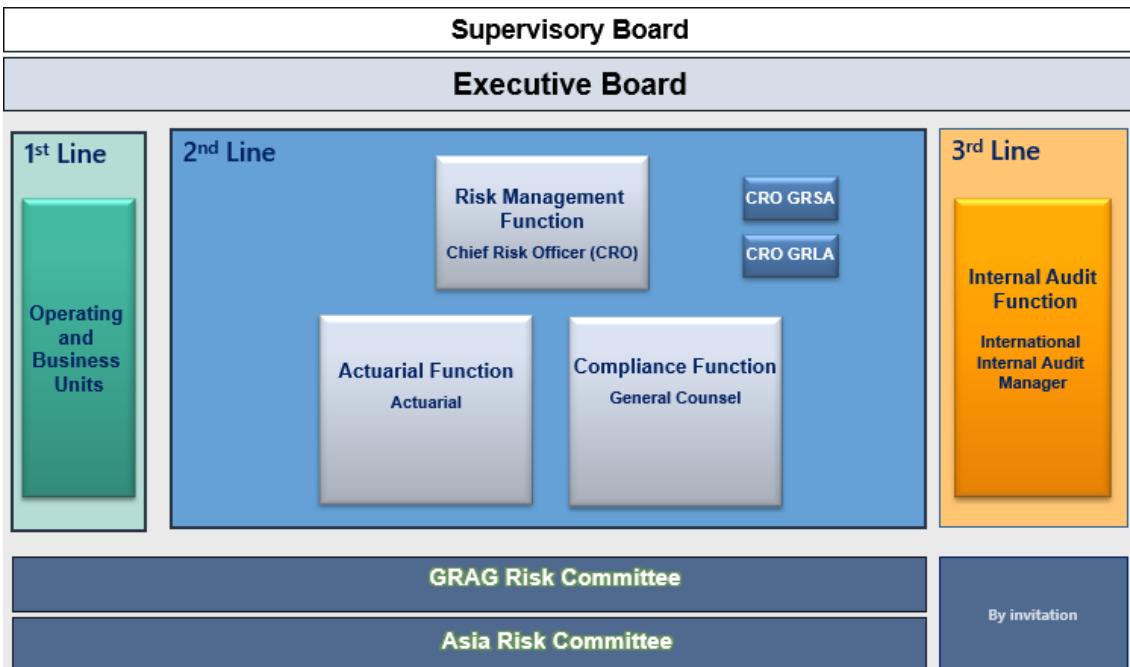 Supervisory Board
Executive Board
1st Line
Operating
and
Business
Units
2nd Line
Risk Management
Function
Chief Risk Officer (CRO)
CRO GRSA
CRO GRLA
Actuarial Function
Actuarial
Compliance Function
General Counsel
3rd Line
Internal Audit
Function
International
Internal Audit
Manager
GRAG Risk Committee
Asia Risk Committee
By invitation